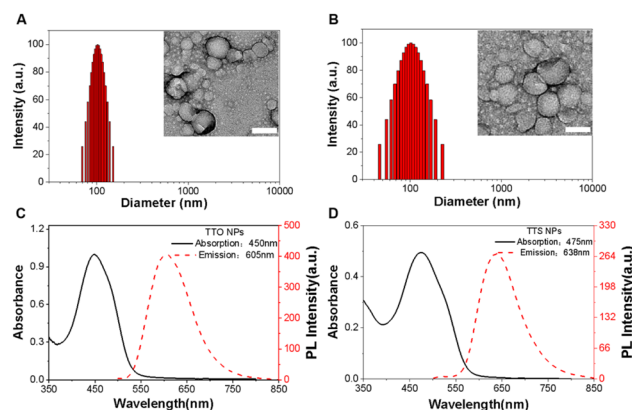 A
Intensity (a.u.)
100
80
60
40
20
0
1
10
100
1000
10000
Diameter (nm)
B
Intensity (a.u.)
100
80
60
40
20
0
1
10
100
1000
10000
Diameter (nm)
C
Absorbance
1.2
0.9
0.6
0.3
0.0
TTO NPs
Absorption：450nm
Emission：605nm
500
400
300
200
100
0
PL Intensity(a.u.)
350
450
550
650
750
850
Wavelength(nm)
D
Absorbance
0.6
0.4
0.2
0.0
TTS NPs
Absorption：475nm
Emission：638nm
330
264
198
132
66
0
PL Intensity(a.u.)
350
450
550
650
750
850
Wavelength(nm)